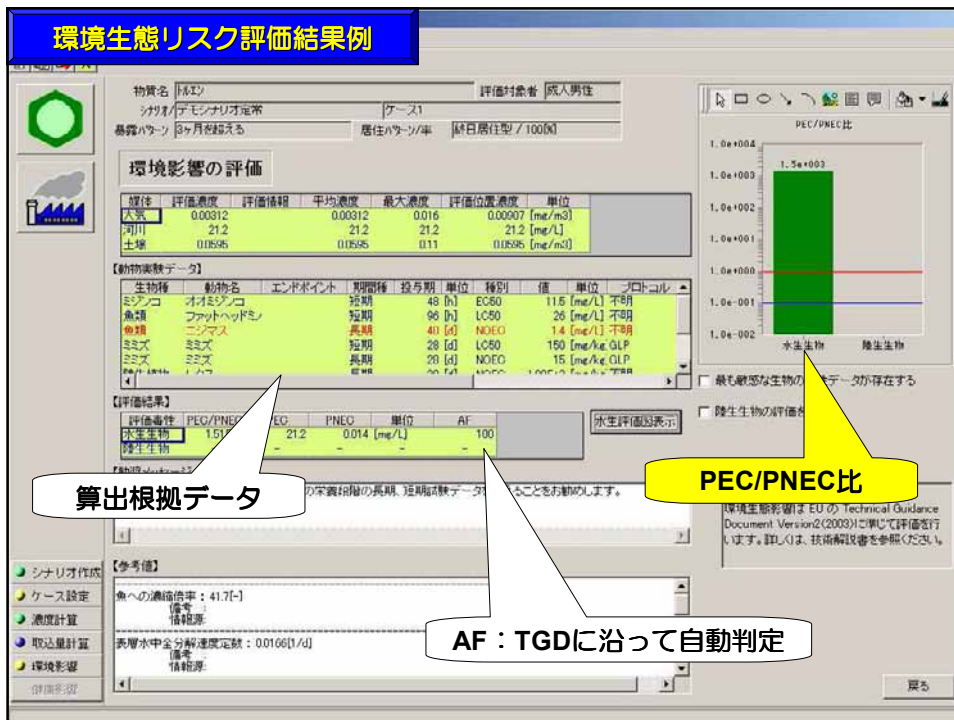 環境生態リスク評価結果例
物質名 トルエン 評価対象者 成人男性
シナリオ/ デモシナリオ定常 ケース1
暴露パターン 3ヶ月を超える 居住パターン/率 終日居住型 / 100[%]
環境影響の評価
媒体 評価濃度 評価情報 平均濃度 最大濃度 評価位置濃度 単位
大気 0.00312 0.00312 0.016 0.00907 [mg/m3]
河川 21.2 21.2 21.2 21.2 [mg/L]
土壌 0.0595 0.0595 0.11 0.0595 [mg/m3]
【動物実験データ】
生物種 動物名 エンドポイント 期間種 投与期 単位 種別 値 単位 プロトコル
ミジンコ オオミジンコ 短期 48 [h] EC50 11.5 [mg/L] 不明
魚類 ファットヘッドミノ 短期 96 [h] LC50 26 [mg/L] 不明
魚類 ニジマス 長期 40 [d] NOEC 1.4 [mg/L] 不明
ミミズ ミミズ 短期 28 [d] LC50 150 [mg/kg GLP
ミミズ ミミズ 長期 28 [d] NOEC 15 [mg/kg GLP
【評価結果】
評価毒性 PEC/PNEC PEC PNEC 単位 AF
水生生物 21.2 0.014 [mg/L] 100
陸生生物 - - - -
水生評価図表示
算出根拠データ
の栄養段階の長期、短期試験データ
ることをお勧めします。
【参考値】
魚への濃縮倍率：41.7[-]
備考 :
情報源:
表層水中全分解速度定数：0.0166[1/d]
備考 :
情報源:
AF：TGDに沿って自動判定
PEC/PNEC比
1.0e+004
1.5e+003
1.0e+003
1.0e+002
1.0e+001
1.0e+000
1.0e-001
1.0e-002
水生生物 陸生生物
最も敏感な生物の
データが存在する
陸生生物の評価を
PEC/PNEC比
環境生態影響は EU の Technical Guidance
Document Version2(2003)に準じて評価を行
います。詳しくは、技術解説書を参照ください。
シナリオ作成
ケース設定
濃度計算
取込量計算
環境影響
健康影響
戻る